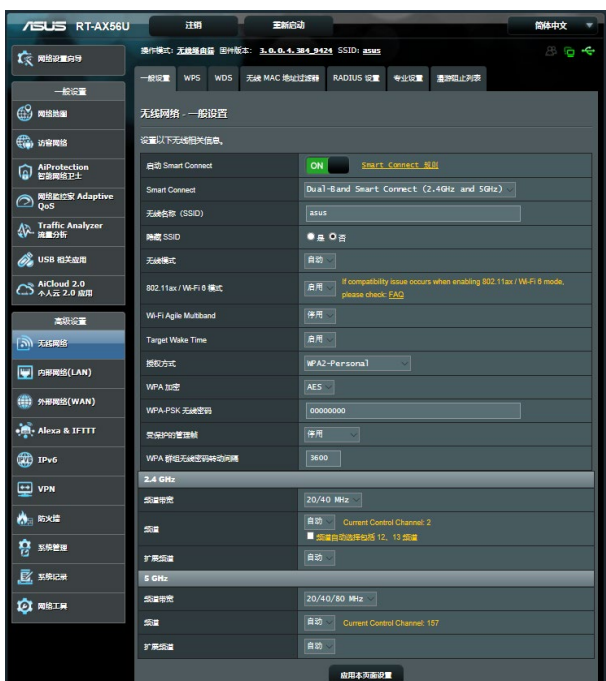 ASUS RT-AX56U 注销 重新启动 简体中文
网络设置向导
操作模式: 无线路由器 固件版本: 3.0.0.4.384_9424 SSID: asus
一般设置 WPS WDS 无线 MAC 地址过滤器 RADIUS 设置 专业设置 漫游阻止列表
一般设置
网络地图
访客网络
AiProtection
智能网络卫士
网络监控家 Adaptive
QoS
Traffic Analyzer
流量分析
USB 相关应用
AiCloud 2.0
个人云 2.0 应用
高级设置
无线网络
内部网络(LAN)
外部网络(WAN)
Alexa & IFTTT
IPv6
VPN
防火墙
系统管理
系统记录
网络工具
无线网络 - 一般设置
设置以下无线相关信息。
启动 Smart Connect ON Smart Connect 规则
Smart Connect Dual-Band Smart Connect (2.4GHz and 5GHz)
无线名称（SSID） asus
隐藏 SSID 是 否
无线模式 自动
802.11ax / Wi-Fi 6 模式 启用 If compatibility issue occurs when enabling 802.11ax / Wi-Fi 6 mode,
please check: FAQ
Wi-Fi Agile Multiband 停用
Target Wake Time 启用
授权方式 WPA2-Personal
WPA 加密 AES
WPA-PSK 无线密码 00000000
受保护的管理帧 停用
WPA 群组无线密码转动间隔 3600
2.4 GHz
频道带宽 20/40 MHz
频道 自动 Current Control Channel: 2
频道自动选择包括 12、13 频道
扩展频道 自动
5 GHz
频道带宽 20/40/80 MHz
频道 自动 Current Control Channel: 157
扩展频道 自动
应用本页面设置